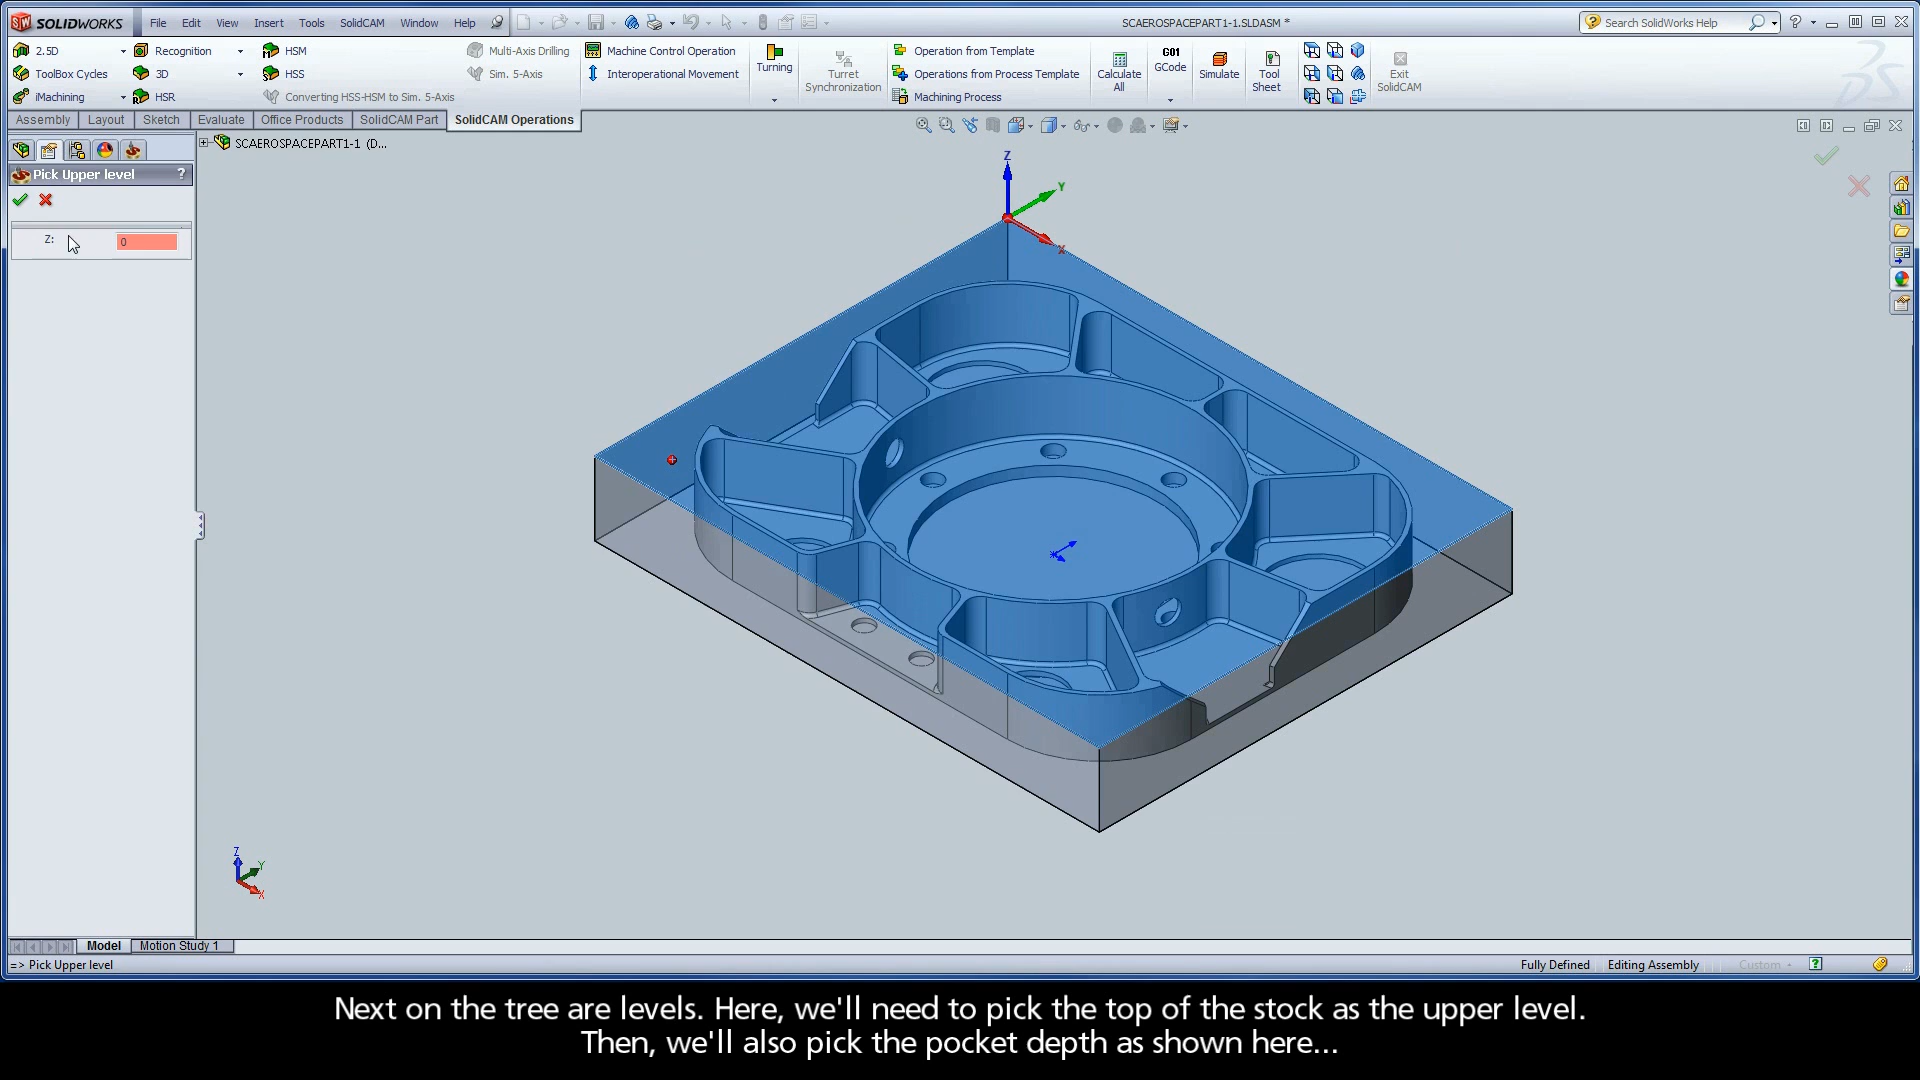 SOLIDWORKS File Edit View Insert Tools SolidCAM Window Help SCAEROSPACEPART1-1.SLDASM * Search SolidWorks Help
2.5D Recognition HSM Multi-Axis Drilling Machine Control Operation Operation from Template
ToolBox Cycles 3D HSS Sim. 5-Axis Interoperational Movement Turning Turret Synchronization Operations from Process Template Calculate All G01 GCode Simulate Tool Sheet Exit SolidCAM
iMachining HSR Converting HSS-HSM to Sim. 5-Axis Machining Process
Assembly Layout Sketch Evaluate Office Products SolidCAM Part SolidCAM Operations
SCAEROSPACEPART1-1 (D...
Pick Upper level ?
Z: 0
Z
Y
X
Z
Y
X
Model Motion Study 1
=> Pick Upper level Fully Defined Editing Assembly Custom
Next on the tree are levels. Here, we'll need to pick the top of the stock as the upper level.
Then, we'll also pick the pocket depth as shown here...